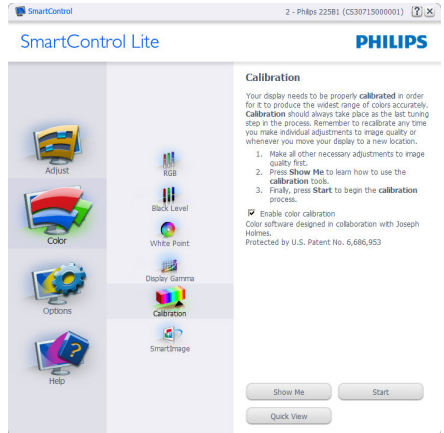 SmartControl
2 - Philips 225B1 (CS30715000001)
SmartControl Lite
PHILIPS
Adjust
Color
Options
Help
RGB
Black Level
White Point
Display Gamma
Calibration
SmartImage
Calibration
Your display needs to be properly calibrated in order
for it to produce the widest range of colors accurately.
Calibration should always take place as the last tuning
step in the process. Remember to recalibrate any time
you make individual adjustments to image quality or
whenever you move your display to a new location.
1. Make all other necessary adjustments to image
quality first.
2. Press Show Me to learn how to use the
calibration tools.
3. Finally, press Start to begin the calibration
process.
Enable color calibration
Color software designed in collaboration with Joseph
Holmes.
Protected by U.S. Patent No. 6,686,953
Show Me
Start
Quick View